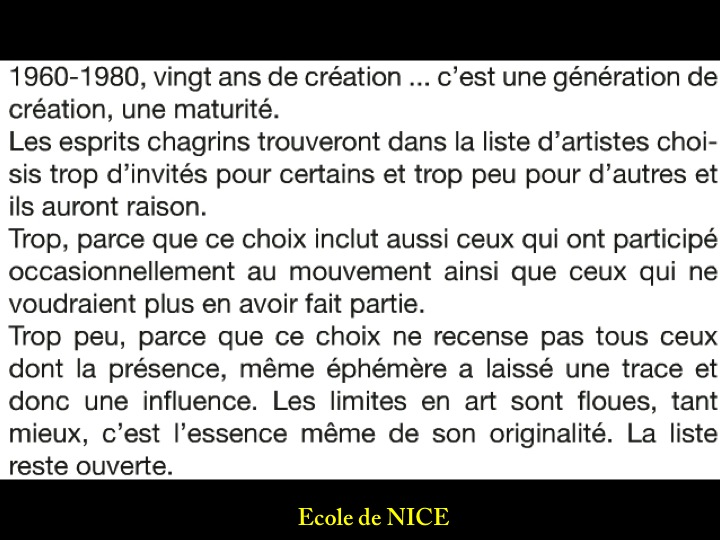 1960-1980, vingt ans de création ... c’est une génération de
création, une maturité.
Les esprits chagrins trouveront dans la liste d’artistes choi-
sis trop d’invités pour certains et trop peu pour d’autres et
ils auront raison.
Trop, parce que ce choix inclut aussi ceux qui ont participé
occasionnellement au mouvement ainsi que ceux qui ne
voudraient plus en avoir fait partie.
Trop peu, parce que ce choix ne recense pas tous ceux
dont la présence, même éphémère a laissé une trace et
donc une influence. Les limites en art sont floues, tant
mieux, c’est l’essence même de son originalité. La liste
reste ouverte.
Ecole de NICE